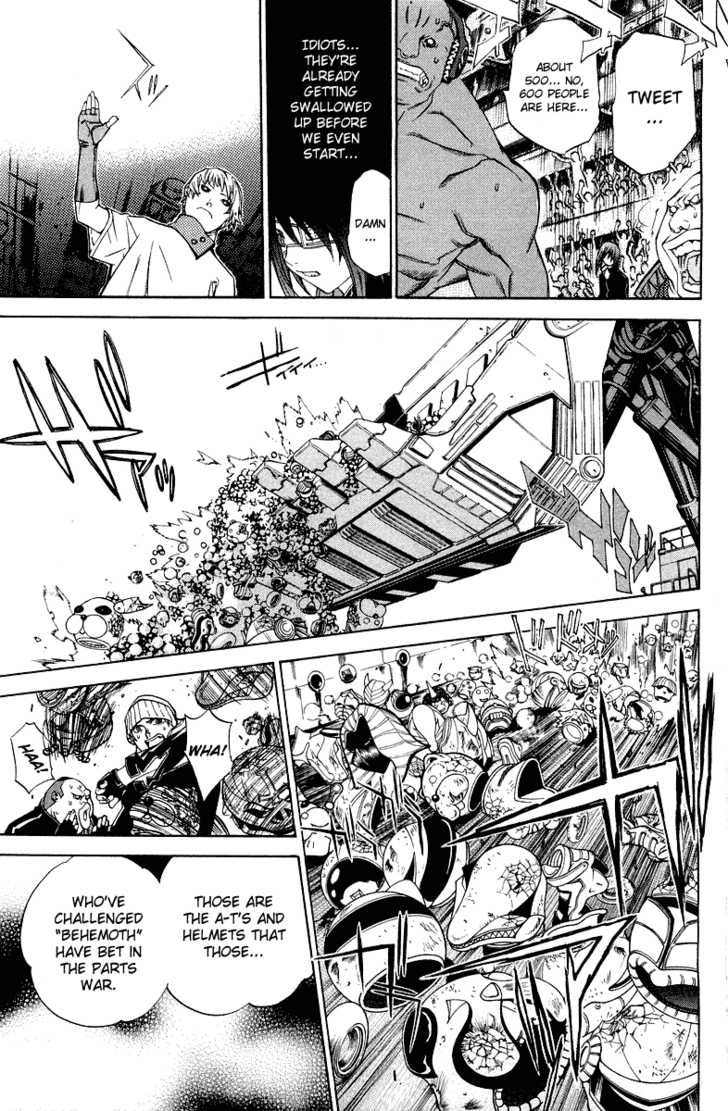 TWEET
...
ABOUT
500... NO,
600 PEOPLE
ARE HERE...
IDIOTS...
THEY'RE
ALREADY
GETTING
SWALLOWED
UP BEFORE
WE EVEN
START...
DAMN
...
WHA!
HAA!
THOSE ARE
THE A-T'S AND
HELMETS THAT
THOSE...
WHO'VE
CHALLENGED
"BEHEMOTH"
HAVE BET IN
THE PARTS
WAR.